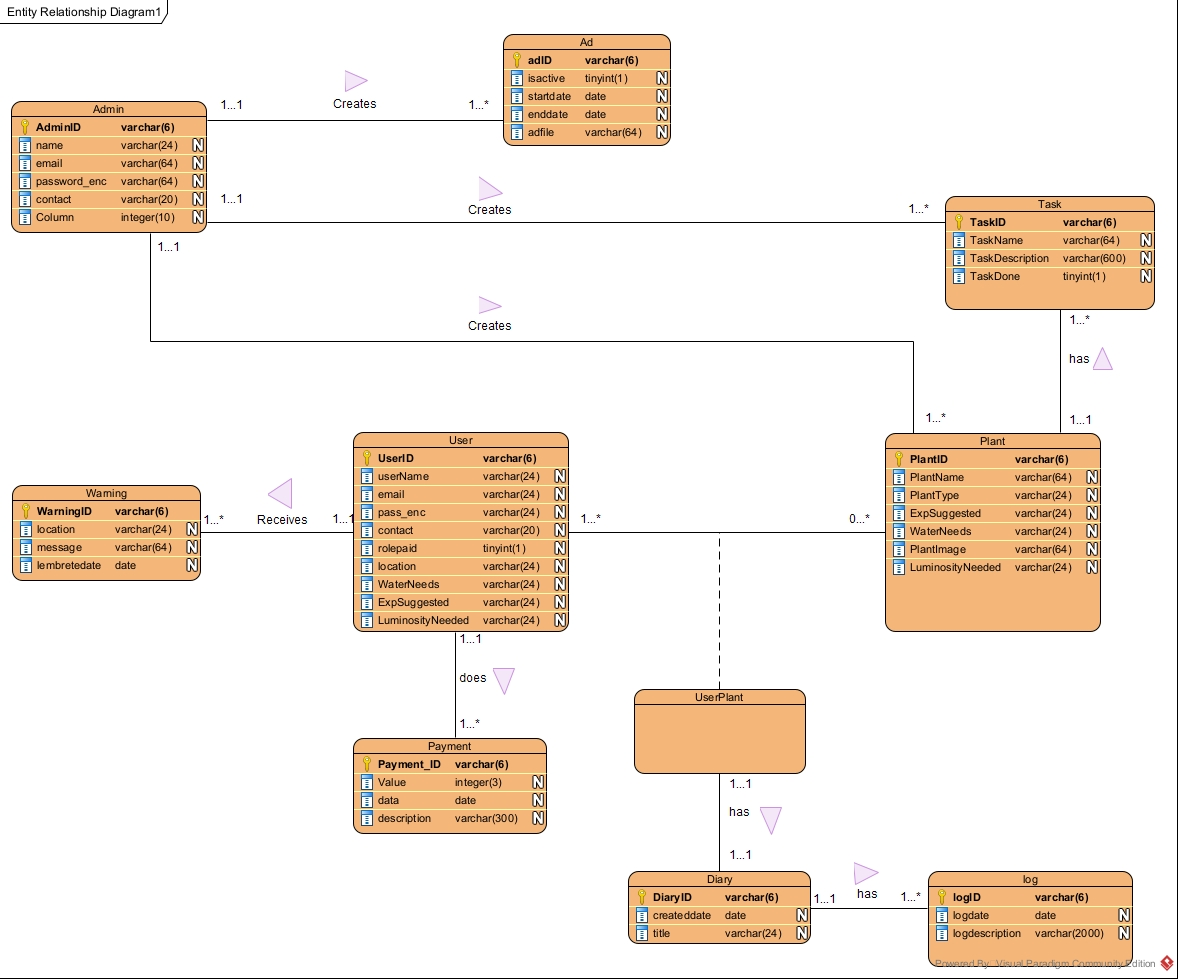 Entity Relationship Diagram1
Ad
adID varchar(6)
isactive tinyint(1) N
startdate date N
enddate date N
adfile varchar(64) N
Admin
AdminID varchar(6)
name varchar(24) N
email varchar(64) N
password_enc varchar(64) N
contact varchar(20) N
Column integer(10) N
1...1
Creates
1...*
1...1
Creates
1...*
Task
TaskID varchar(6)
TaskName varchar(64) N
TaskDescription varchar(600) N
TaskDone tinyint(1) N
1...1
Creates
1...*
1...*
has
1...1
User
UserID varchar(6)
userName varchar(24) N
email varchar(24) N
pass_enc varchar(24) N
contact varchar(20) N
rolepaid tinyint(1) N
location varchar(24) N
WaterNeeds varchar(24) N
ExpSuggested varchar(24) N
LuminosityNeeded varchar(24) N
Plant
PlantID varchar(6)
PlantName varchar(64) N
PlantType varchar(24) N
ExpSuggested varchar(24) N
WaterNeeds varchar(24) N
PlantImage varchar(64) N
LuminosityNeeded varchar(24) N
Warning
WarningID varchar(6)
location varchar(24) N
message varchar(64) N
lembretedate date N
1...*
Receives
1...1
1...*
0...*
1...1
does
1...*
UserPlant
Payment
Payment_ID varchar(6)
Value integer(3) N
data date N
description varchar(300) N
1...1
has
1...1
Diary
DiaryID varchar(6)
createddate date N
title varchar(24) N
1...1
has
1...*
log
logID varchar(6)
logdate date N
logdescription varchar(2000) N
Powered By: Visual Paradigm Community Edition